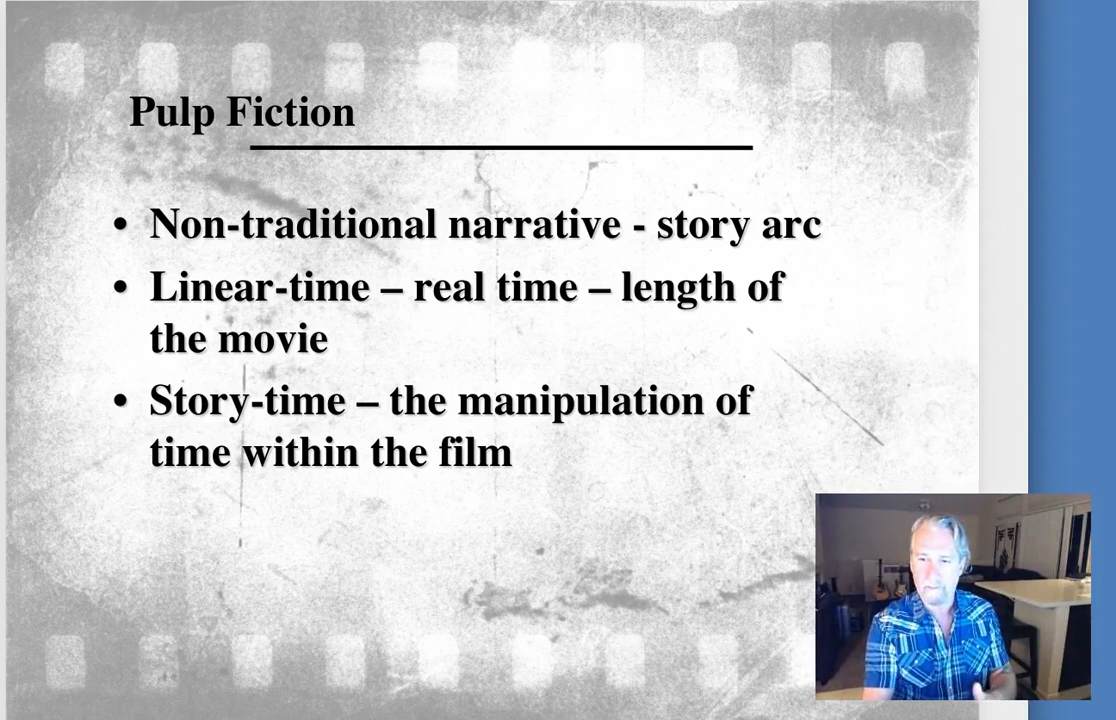 Pulp Fiction
• Non-traditional narrative - story arc
• Linear-time – real time – length of
the movie
• Story-time – the manipulation of
time within the film